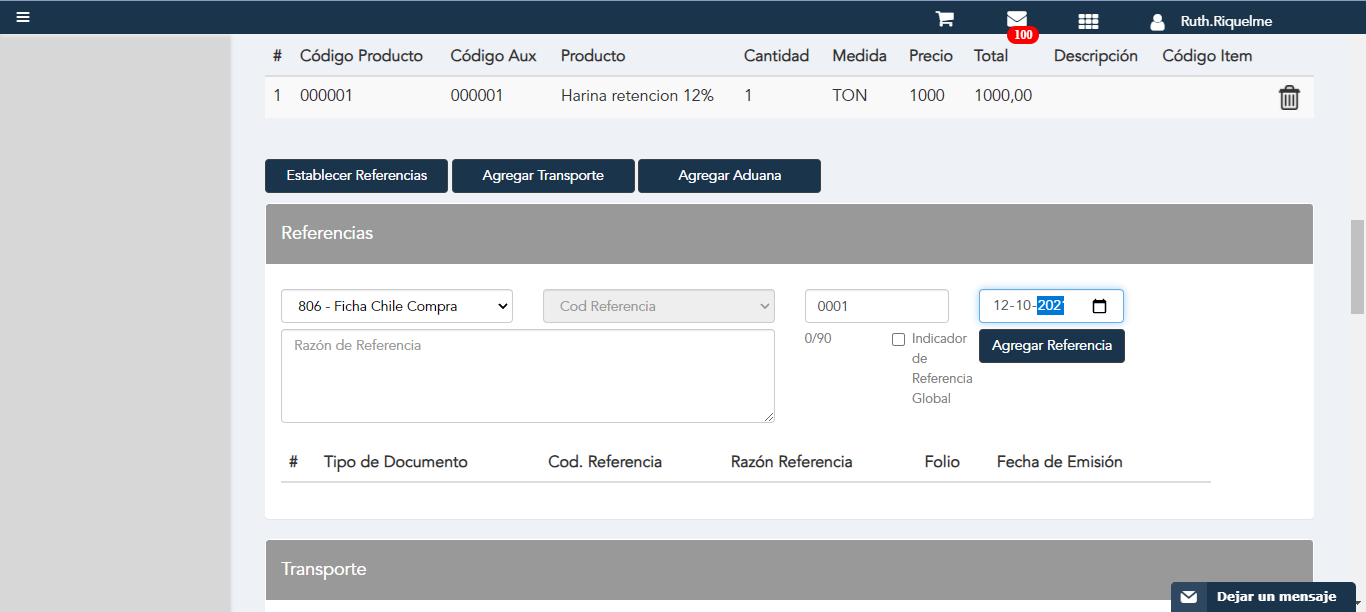 Ruth.Riquelme
100
# Código Producto Código Aux Producto Cantidad Medida Precio Total Descripción Código Item
1 000001 000001 Harina retencion 12% 1 TON 1000 1000,00
Establecer Referencias Agregar Transporte Agregar Aduana
Referencias
806 - Ficha Chile Compra Cod Referencia 0001 12-10-2021
Razón de Referencia
0/90
Indicador
de
Referencia
Global
Agregar Referencia
# Tipo de Documento Cod. Referencia Razón Referencia Folio Fecha de Emisión
Transporte
Dejar un mensaje